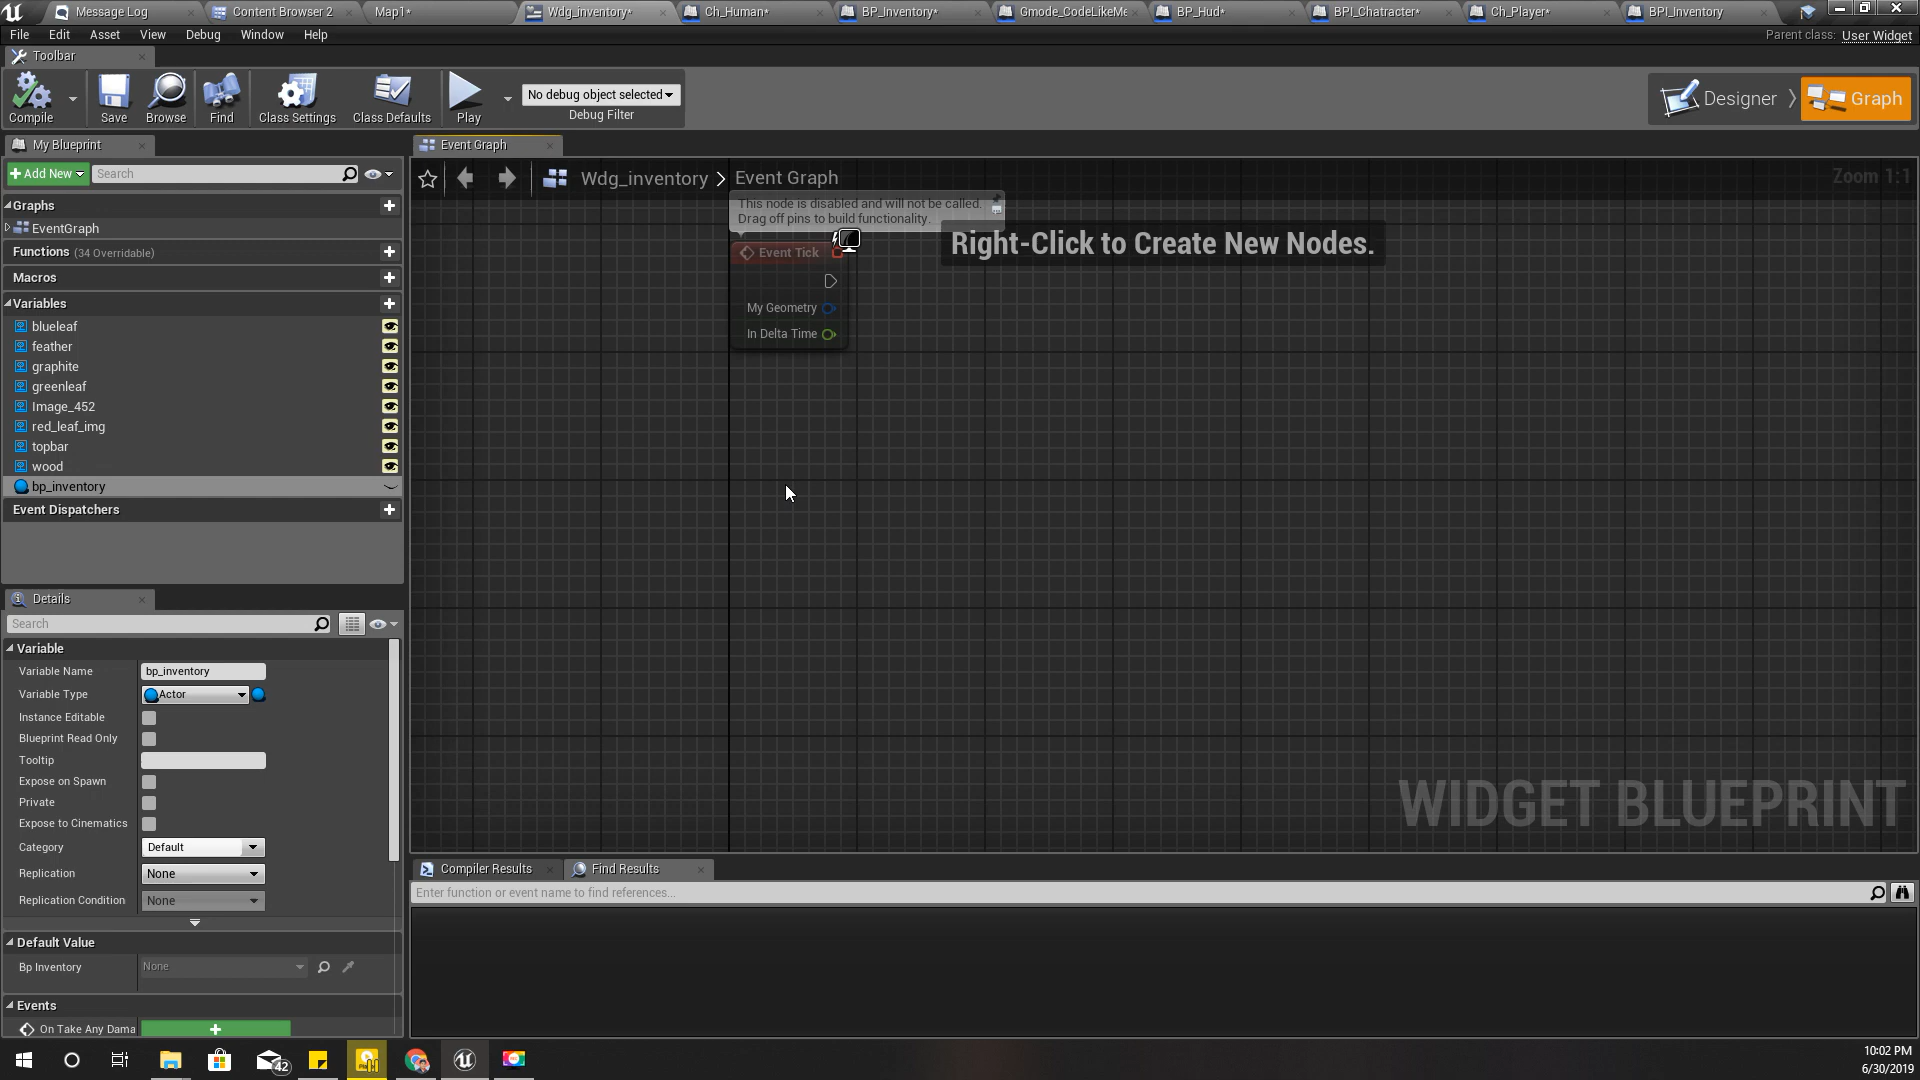 Message Log
Content Browser 2
Map1*
Wdg_inventory*
Ch_Human*
BP_Inventory*
Gmode_CodeLikeMe
BP_Hud*
BPI_Chatracter*
Ch_Player*
BPI_Inventory
File Edit Asset View Debug Window Help
Parent class: User Widget
Toolbar
Compile
Save
Browse
Find
Class Settings
Class Defaults
Play
No debug object selected
Debug Filter
Designer
Graph
My Blueprint
Event Graph
Add New
Search
Wdg_inventory > Event Graph
Zoom 1:1
Graphs
EventGraph
Functions (34 Overridable)
Macros
Variables
blueleaf
feather
graphite
greenleaf
Image_452
red_leaf_img
topbar
wood
bp_inventory
Event Dispatchers
This node is disabled and will not be called.
Drag off pins to build functionality.
Event Tick
My Geometry
In Delta Time
Right-Click to Create New Nodes.
WIDGET BLUEPRINT
Details
Search
Variable
Variable Name bp_inventory
Variable Type Actor
Instance Editable
Blueprint Read Only
Tooltip
Expose on Spawn
Private
Expose to Cinematics
Category Default
Replication None
Replication Condition None
Default Value
Bp Inventory None
Events
On Take Any Dama
Compiler Results
Find Results
Enter function or event name to find references...
42
10:02 PM
6/30/2019